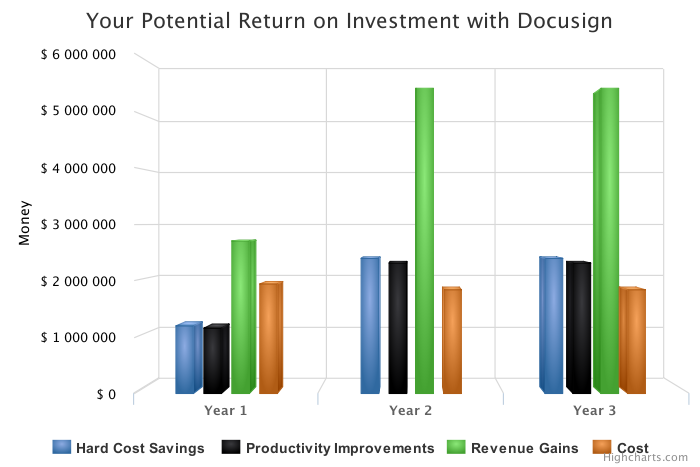 Your Potential Return on Investment with Docusign
$ 6 000 000
$ 5 000 000
$ 4 000 000
$ 3 000 000
$ 2 000 000
$ 1 000 000
$ 0
Money
Year 1
Year 2
Year 3
Hard Cost Savings
Productivity Improvements
Revenue Gains
Cost
Highcharts.com